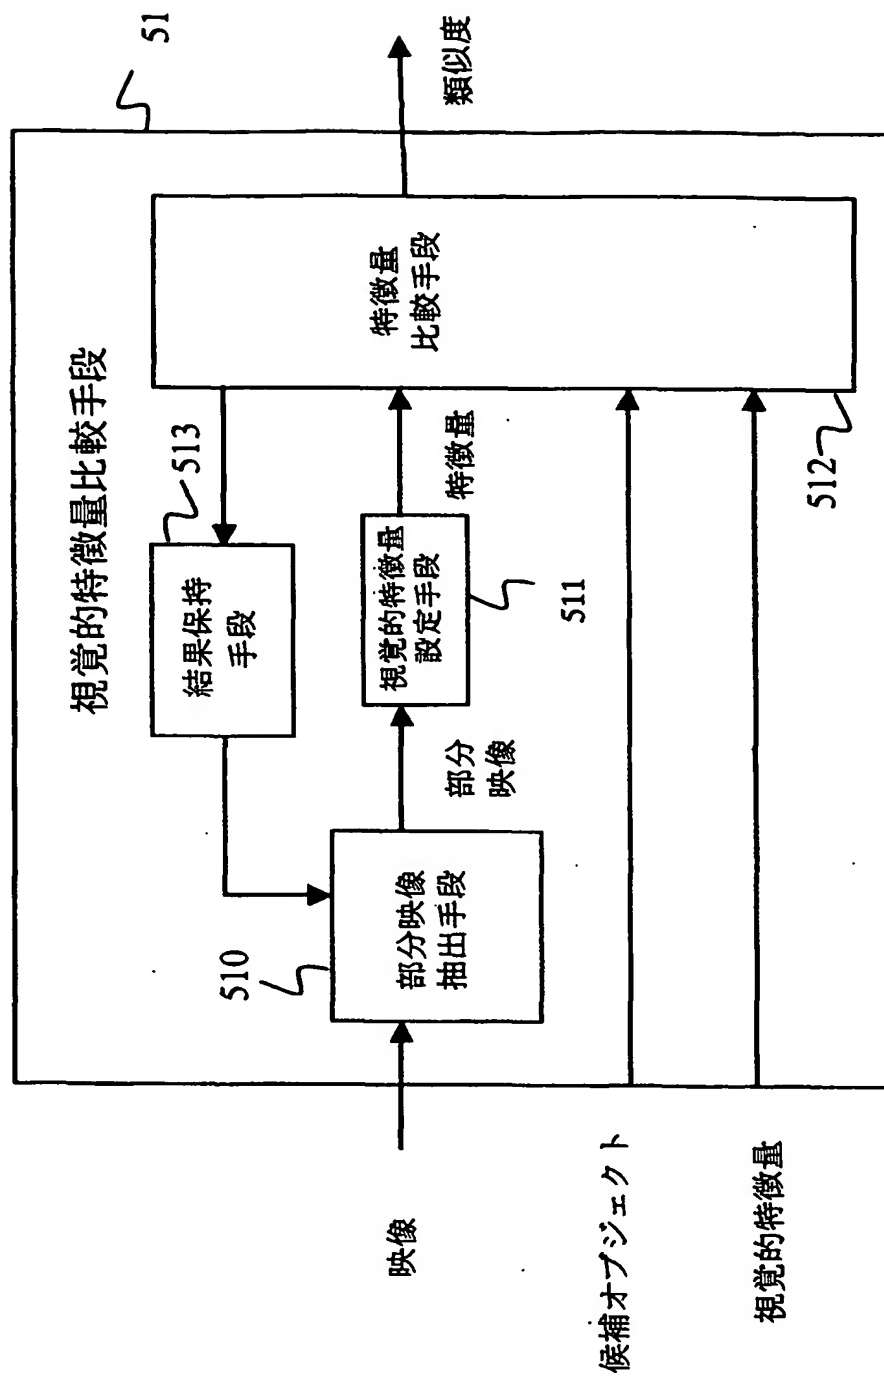 51
視覚的特徴量比較手段
513
結果保持
手段
510
部分映像
抽出手段
部分
映像
視覚的特徴量
設定手段
511
特徴量
特徴量
比較手段
512
類似度
映像
候補オブジェクト
視覚的特徴量